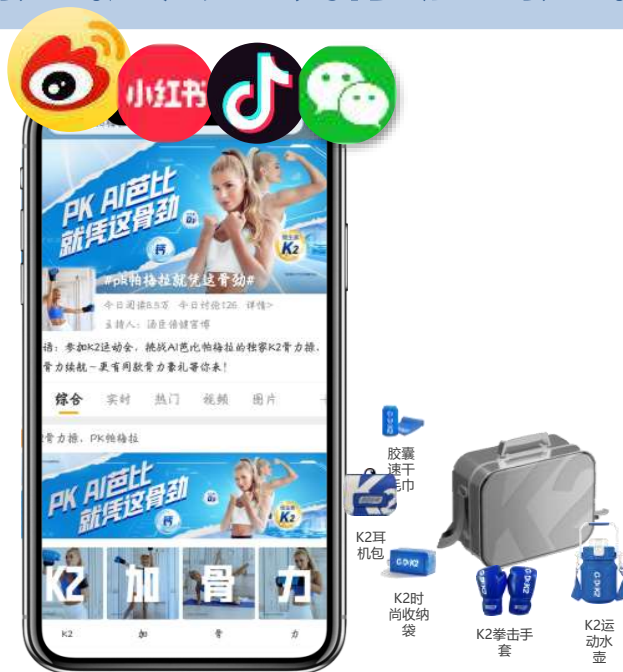 小红书
PK AI芭比
就凭这骨劲
D3
钙
K2
#pk帕梅拉就凭这骨劲#
今日阅读8.5万 今日讨论126 详情>
主持人：汤臣倍健官博
语：参加K2运动会，挑战AI芭比帕梅拉的独家K2骨力操，
骨力续航－更有同款骨力豪礼等你来！
综合 实时 热门 视频 图片
骨力操，PK帕梅拉
PK AI芭比
就凭这骨劲
钙
K2
K2 加 骨 力
K2 加 骨 力
胶囊
速干
毛巾
K2耳
机包
C·D·K2
K2时
尚收纳
袋
K2拳击手
套
C·D·K2
K2运
动水
壶